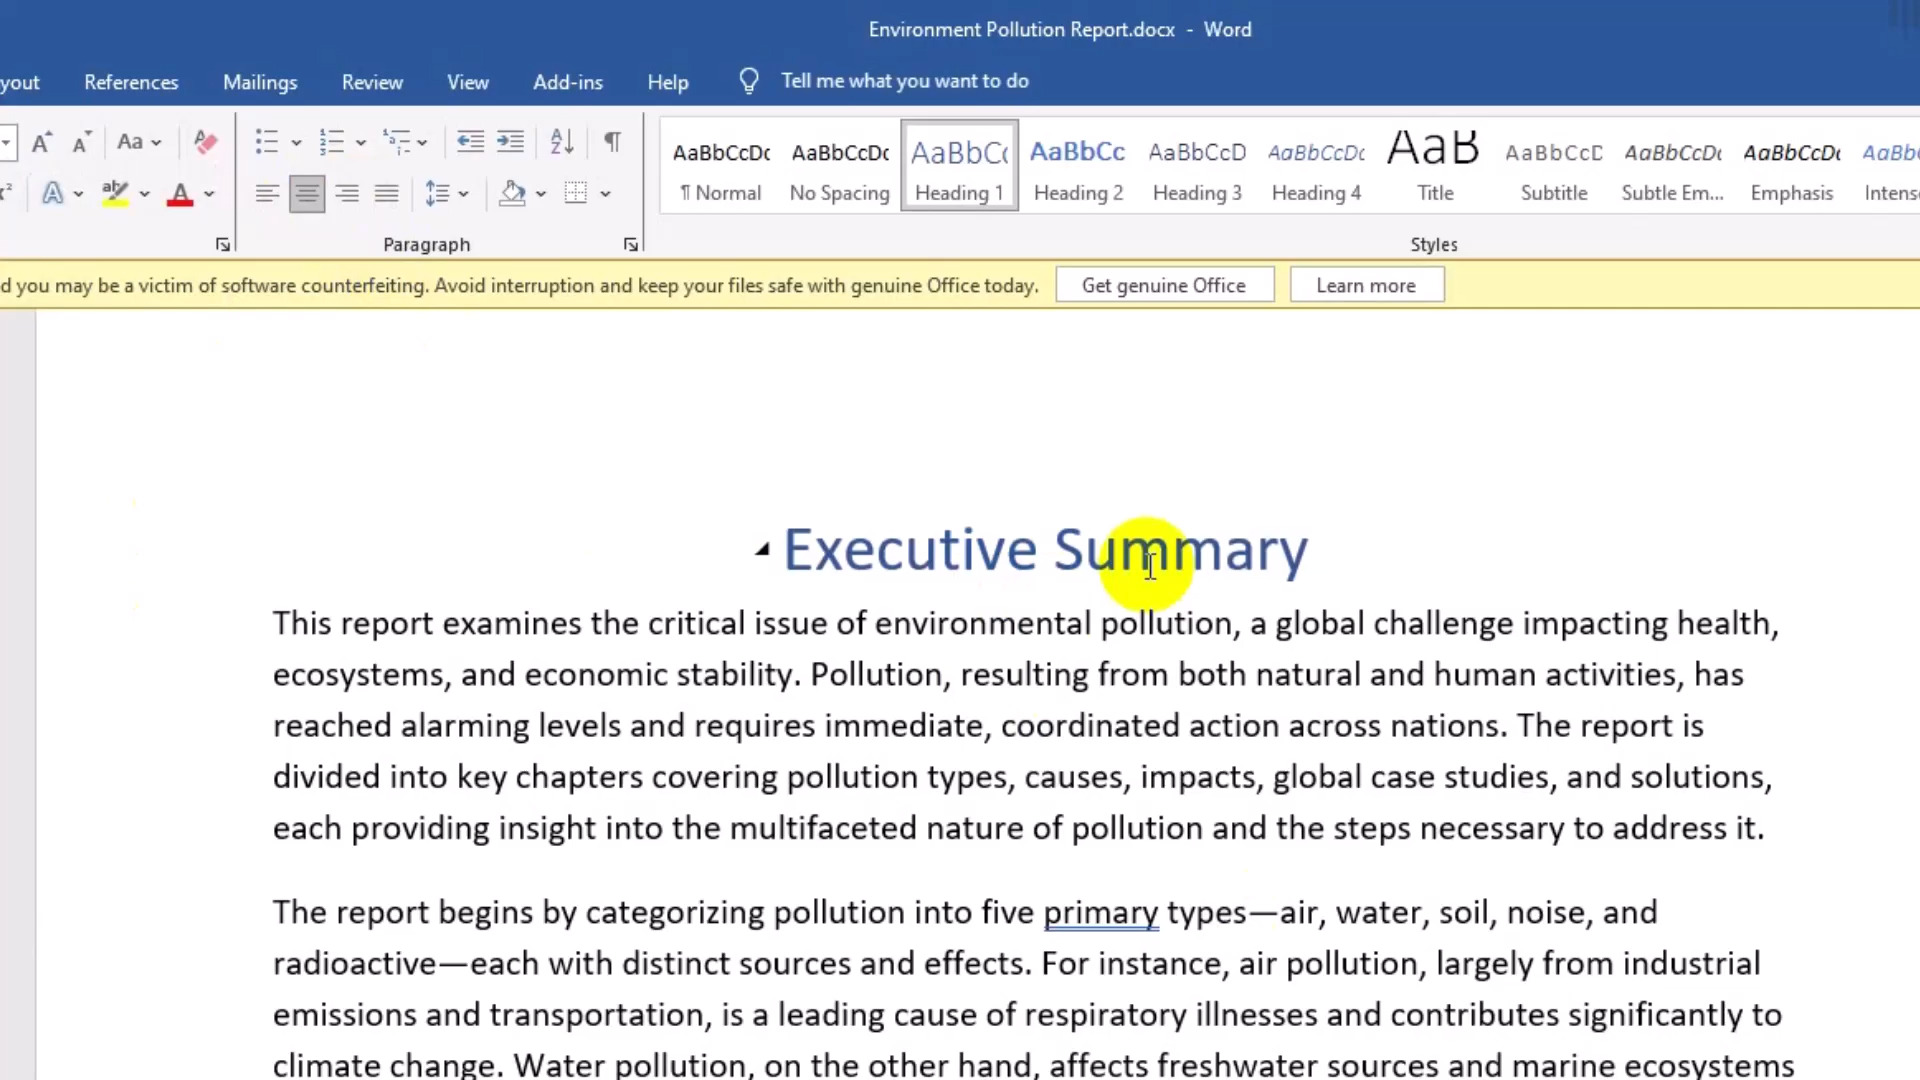 Environment Pollution Report.docx - Word
yout References Mailings Review View Add-ins Help Tell me what you want to do
Aa
AaBbCcDc AaBbCcDc AaBbCc AaBbCc AaBbCcD AaBbCcDc AaB AaBbCcD AaBbCcDc AaBbCcDc AaBb
¶ Normal No Spacing Heading 1 Heading 2 Heading 3 Heading 4 Title Subtitle Subtle Em... Emphasis Intens
Paragraph Styles
d you may be a victim of software counterfeiting. Avoid interruption and keep your files safe with genuine Office today. Get genuine Office Learn more
Executive Summary
This report examines the critical issue of environmental pollution, a global challenge impacting health,
ecosystems, and economic stability. Pollution, resulting from both natural and human activities, has
reached alarming levels and requires immediate, coordinated action across nations. The report is
divided into key chapters covering pollution types, causes, impacts, global case studies, and solutions,
each providing insight into the multifaceted nature of pollution and the steps necessary to address it.
The report begins by categorizing pollution into five primary types—air, water, soil, noise, and
radioactive—each with distinct sources and effects. For instance, air pollution, largely from industrial
emissions and transportation, is a leading cause of respiratory illnesses and contributes significantly to
climate change. Water pollution, on the other hand, affects freshwater sources and marine ecosystems